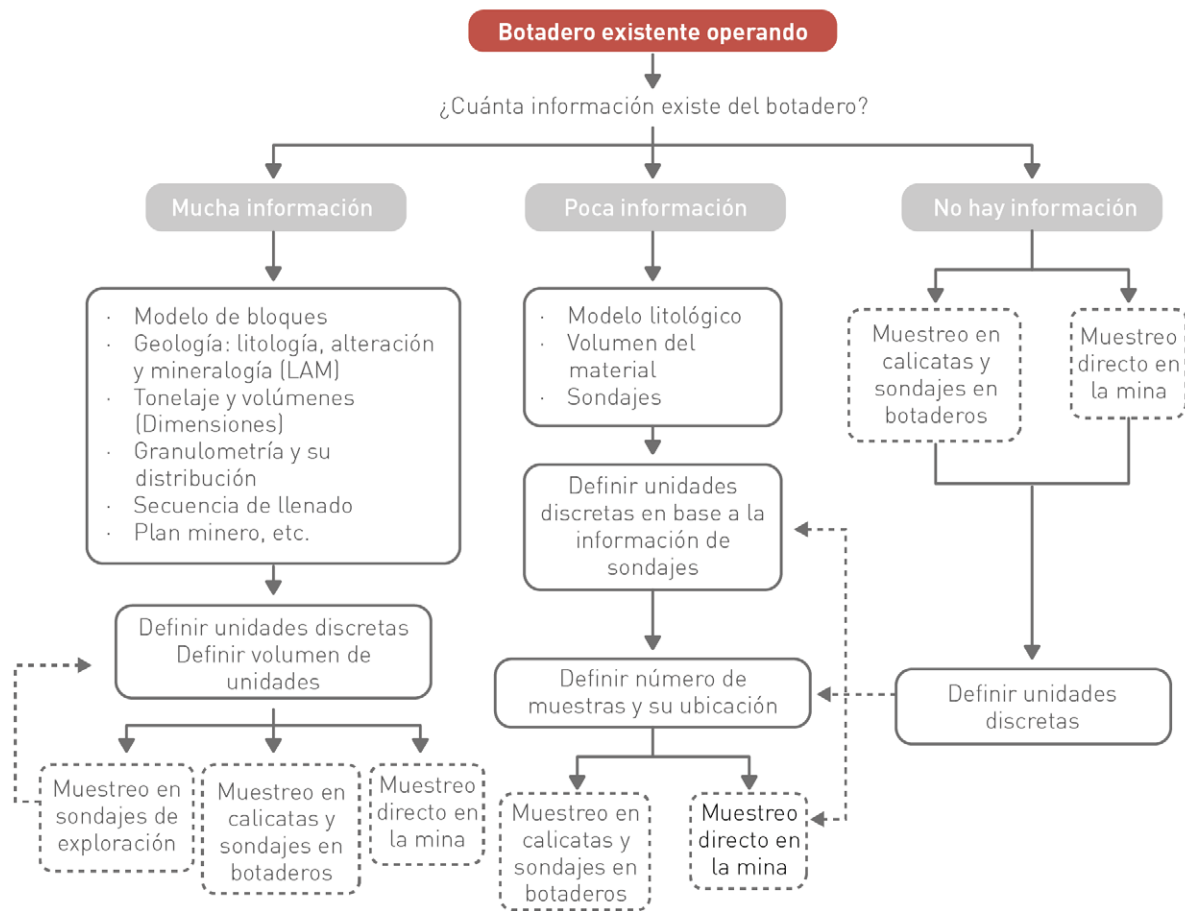 Botadero existente operando
¿Cuánta información existe del botadero?
Mucha información
Poca información
No hay información
· Modelo de bloques
· Geología: litología, alteración
y mineralogía (LAM)
· Tonelaje y volúmenes
(Dimensiones)
· Granulometría y su
distribución
· Secuencia de llenado
· Plan minero, etc.
· Modelo litológico
· Volumen del
material
· Sondajes
Muestreo en
calicatas y
sondajes en
botaderos
Muestreo
directo en
la mina
Definir unidades
discretas en base a la
información de
sondajes
Definir unidades discretas
Definir volumen de
unidades
Definir número de
muestras y su ubicación
Definir unidades
discretas
Muestreo en
sondajes de
exploración
Muestreo en
calicatas y
sondajes en
botaderos
Muestreo
directo en
la mina
Muestreo en
calicatas y
sondajes en
botaderos
Muestreo
directo en
la mina